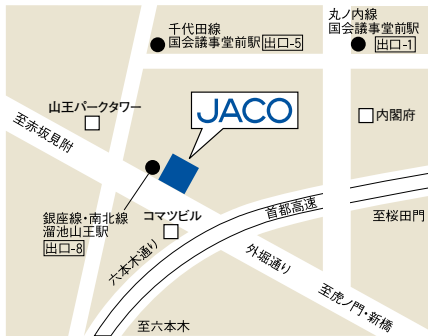 千代田線
国会議事堂前駅 出口-5
丸ノ内線
国会議事堂前駅
出口-1
山王パークタワー
JACO
内閣府
至赤坂見附
銀座線・南北線
溜池山王駅
出口-8
コマツビル
首都高速
至桜田門
六本木通り
外堀通り
至虎ノ門・新橋
至六本木